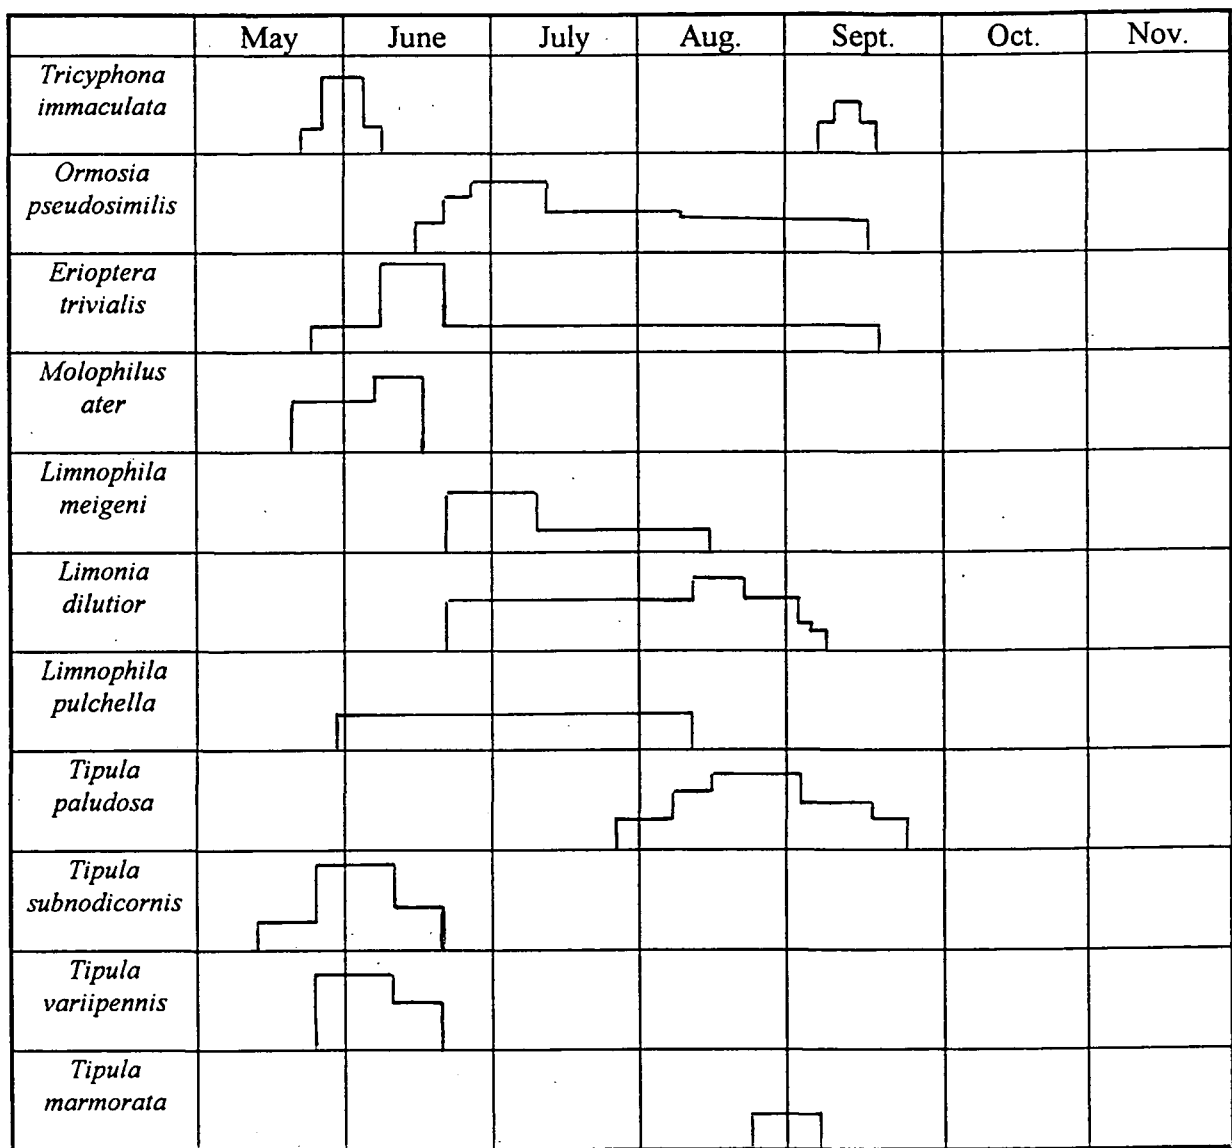 May June July Aug. Sept. Oct. Nov.
Tricyphona
immaculata
Ormosia
pseudosimilis
Erioptera
trivialis
Molophilus
ater
Limnophila
meigeni
Limonia
dilutior
Limnophila
pulchella
Tipula
paludosa
Tipula
subnodicornis
Tipula
variipennis
Tipula
marmorata